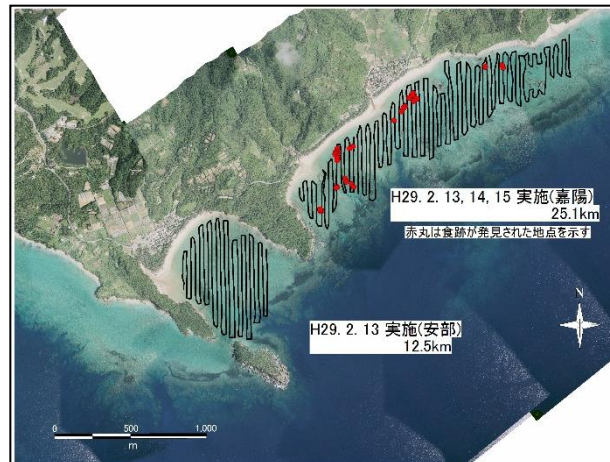 H29. 2. 13, 14, 15 実施(嘉陽)
25.1km
赤丸は食跡が発見された地点を示す
H29. 2. 13 実施(安部)
12.5km
N
0 500 1,000
m